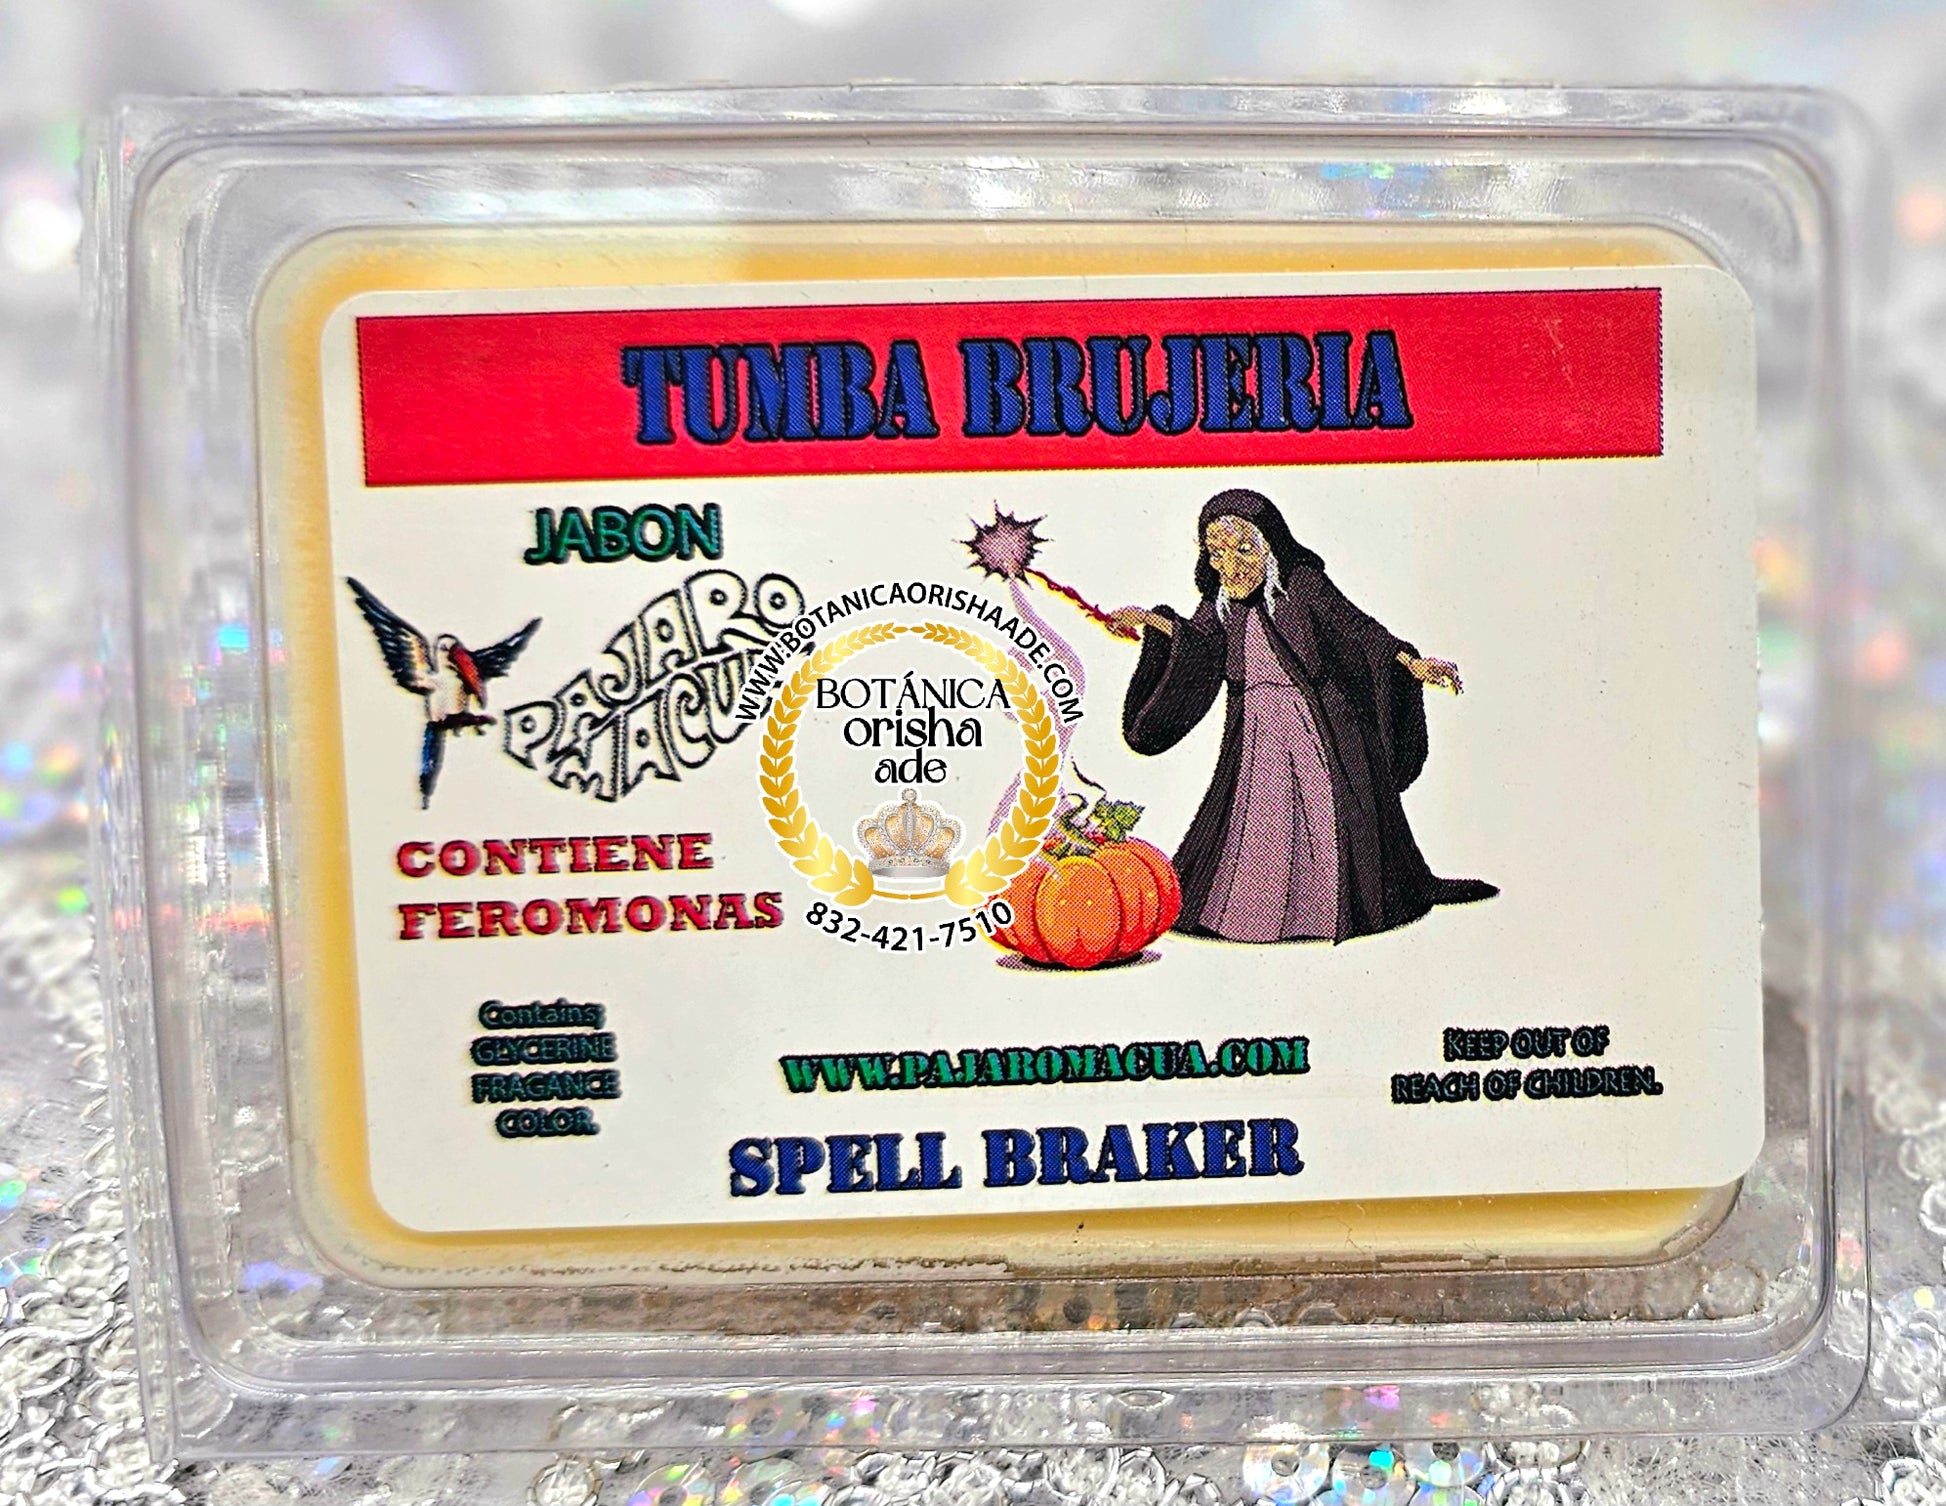 TUMBA BRUJERIA
JABON
PAJARO
MACUA
WWW.BOTANICAORISHAADE.COM
BOTÁNICA
orisha
ade
832-421-7510
CONTIENE
FEROMONAS
Contains;
GLYCERINE
FRAGANCE
COLOR.
WWW.PAJAROMACUA.COM
KEEP OUT OF
REACH OF CHILDREN.
SPELL BRAKER